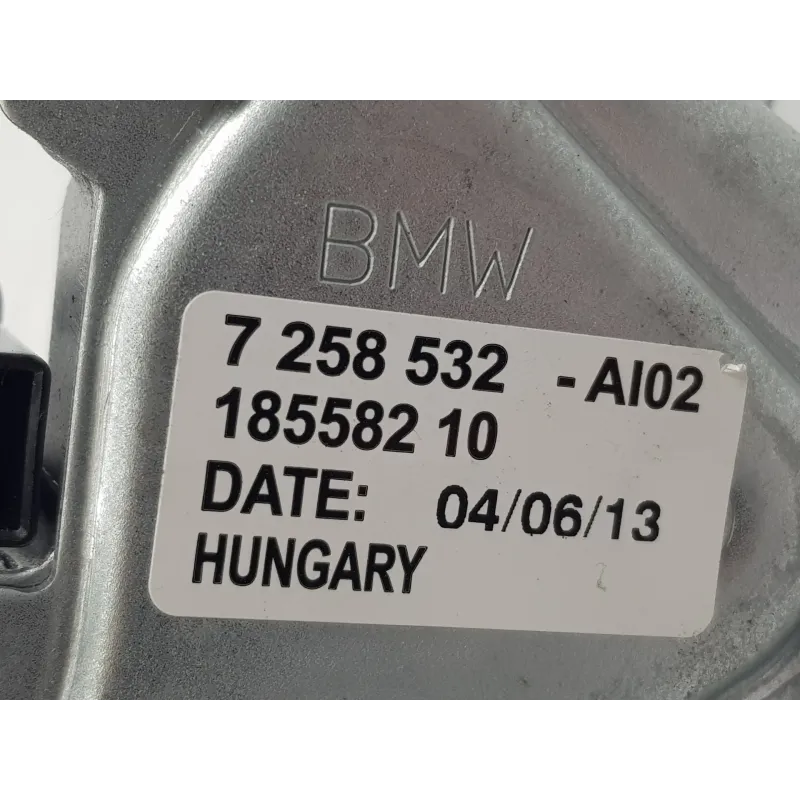 BMW
7 258 532 - AI02
185582 10
DATE: 04/06/13
HUNGARY